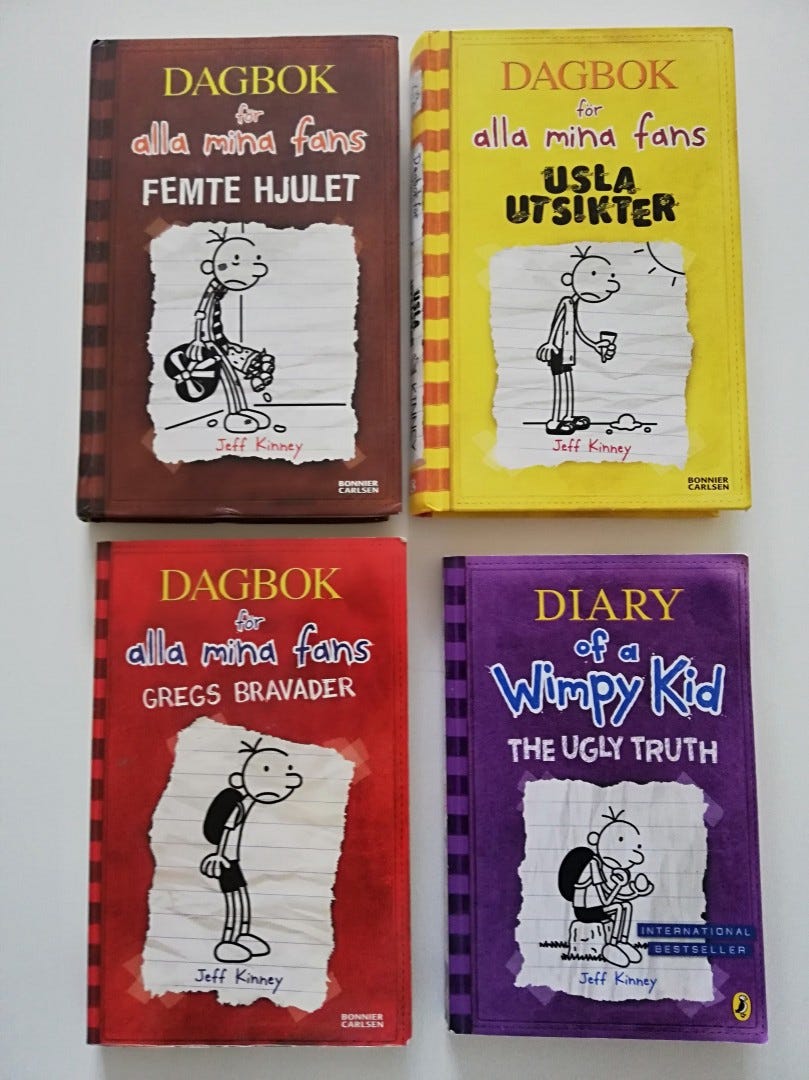 DAGBOK
för
alla mina fans
FEMTE HJULET
Jeff Kinney
BONNIER
CARLSEN
DAGBOK
för
alla mina fans
USLA
UTSIKTER
Jeff Kinney
BONNIER
CARLSEN
DAGBOK
för
alla mina fans
GREGS BRAVADER
Jeff Kinney
BONNIER
CARLSEN
DIARY
of a
Wimpy Kid
THE UGLY TRUTH
INTERNATIONAL
BESTSELLER
Jeff Kinney